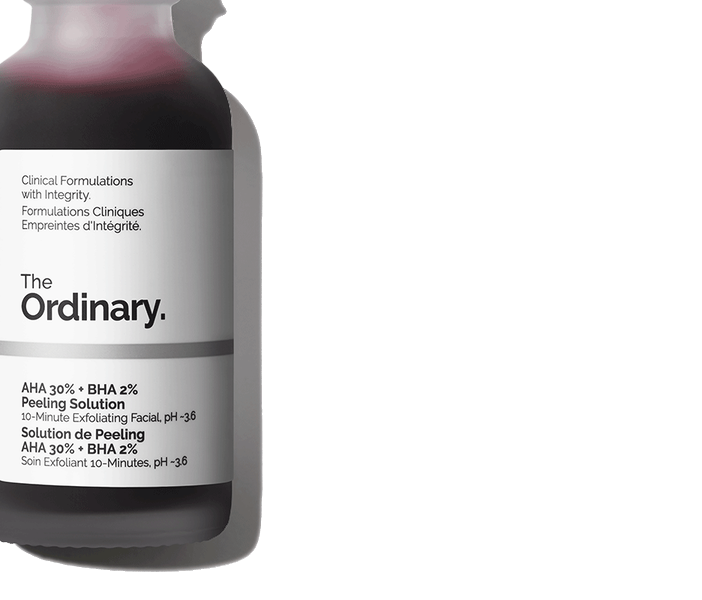 Clinical Formulations
with Integrity.
Formulations Cliniques
Empreintes d'Intégrité.
The
Ordinary.
AHA 30% + BHA 2%
Peeling Solution
10-Minute Exfoliating Facial, pH ~3.6
Solution de Peeling
AHA 30% + BHA 2%
Soin Exfoliant 10-Minutes, pH ~3.6